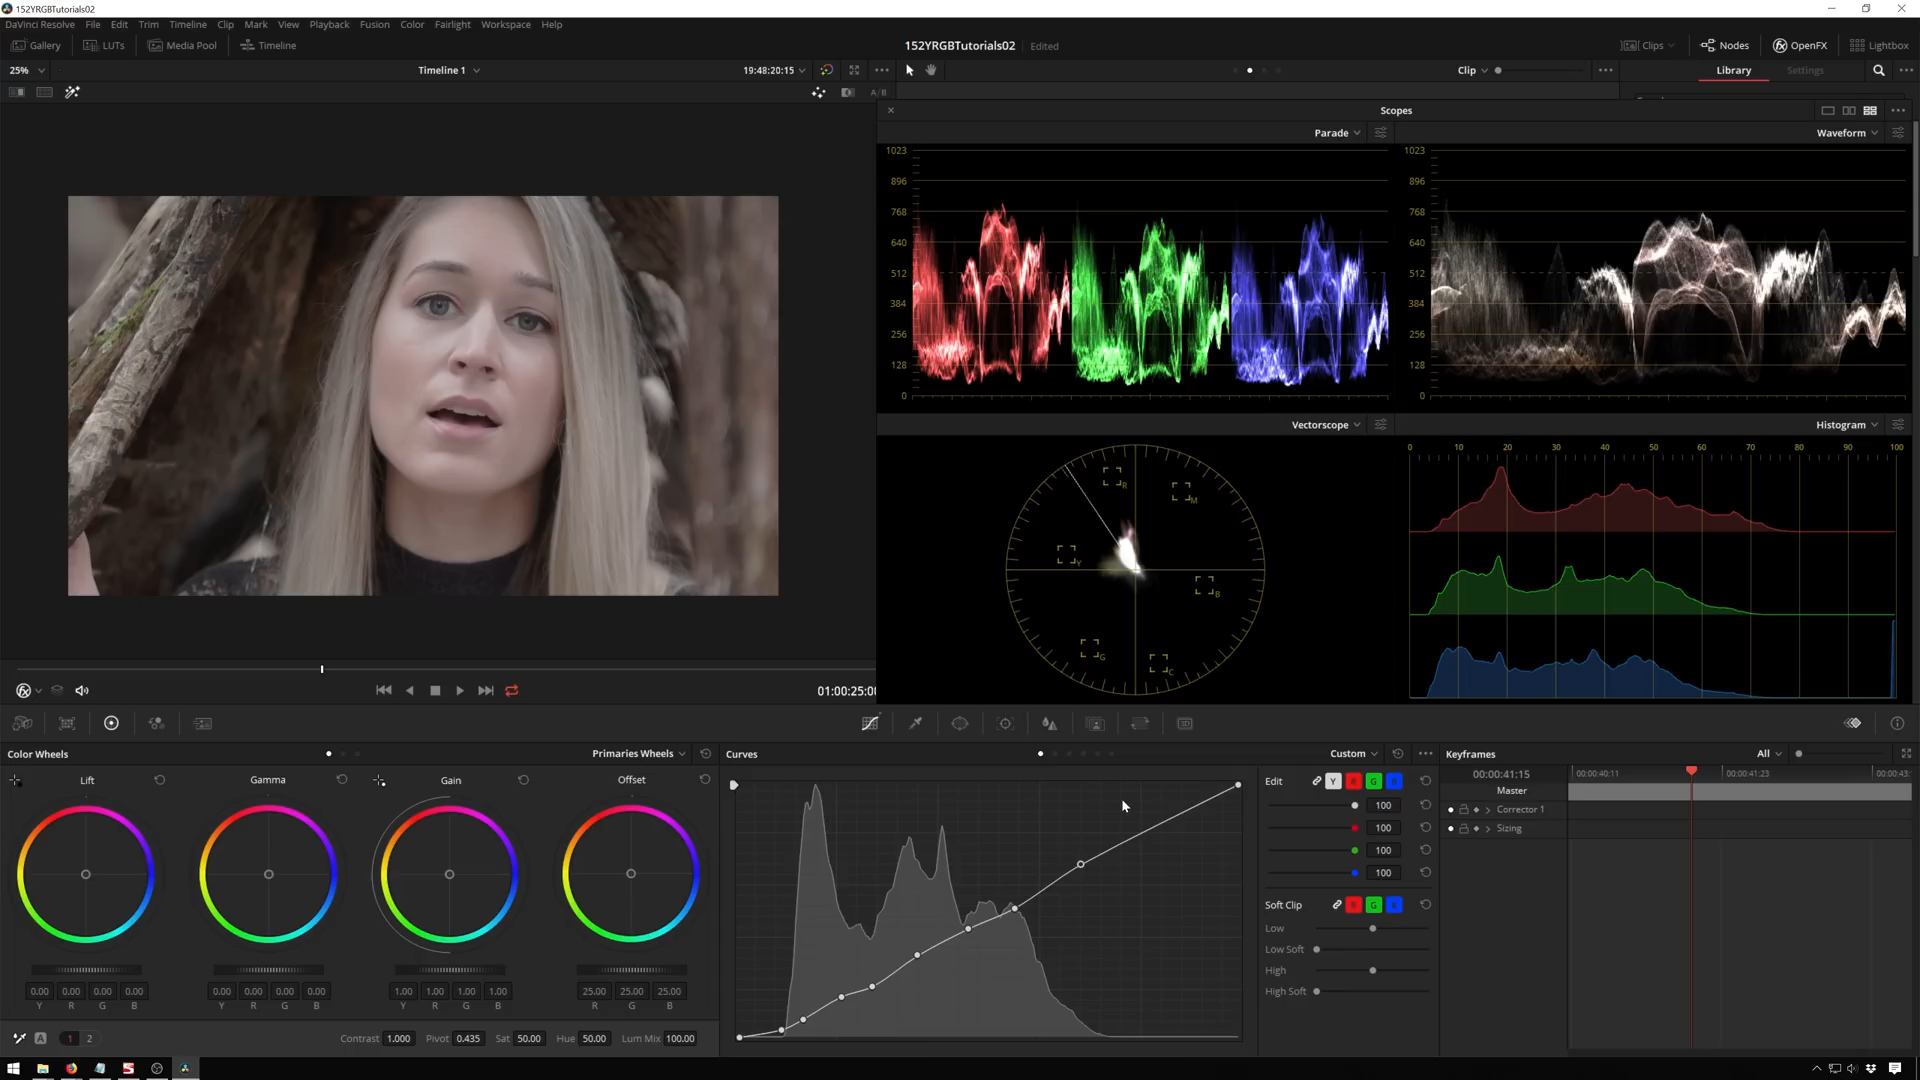 152YRGBTutorials02
DaVinci Resolve File Edit Trim Timeline Clip Mark View Playback Fusion Color Fairlight Workspace Help
Gallery LUTs Media Pool Timeline 152YRGBTutorials02 Edited Clips Nodes OpenFX Lightbox
25% Timeline 1 19:48:20:15 Clip Library Settings
A/B
Scopes
Parade Waveform
1023 1023
896 896
768 768
640 640
512 512
384 384
256 256
128 128
0 0
Vectorscope Histogram
0 10 20 30 40 50 60 70 80 90 100
R M
Y B
G C
01:00:25:00
Color Wheels Primaries Wheels Curves Custom Keyframes All
Lift Gamma Gain Offset Edit Y R G B 00:00:41:15 00:00:40:11 00:00:41:23 00:00:43:
Master
100 Corrector 1
100 Sizing
100
100
Soft Clip R G B
Low
Low Soft
High
High Soft
0.00 0.00 0.00 0.00 0.00 0.00 0.00 0.00 1.00 1.00 1.00 1.00 25.00 25.00 25.00
Y R G B Y R G B Y R G B R G B
A 1 2 Contrast 1.000 Pivot 0.435 Sat 50.00 Hue 50.00 Lum Mix 100.00